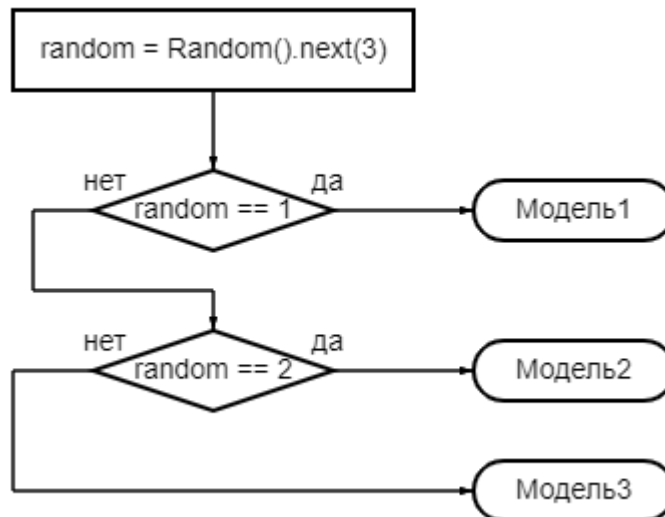 random = Random().next(3)
нет
да
random == 1
Модель1
нет
да
random == 2
Модель2
Модель3